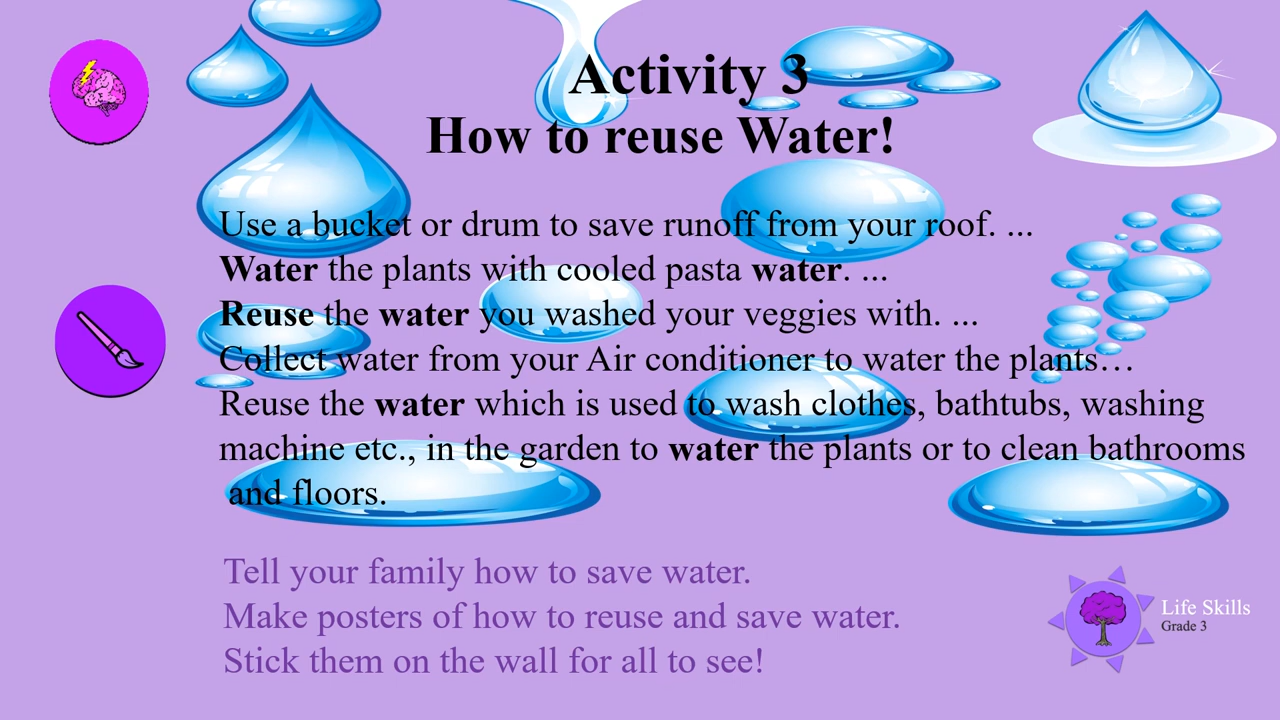 Activity 3
How to reuse Water!
Use a bucket or drum to save runoff from your roof. ...
Water the plants with cooled pasta water. ...
Reuse the water you washed your veggies with. ...
Collect water from your Air conditioner to water the plants…
Reuse the water which is used to wash clothes, bathtubs, washing
machine etc., in the garden to water the plants or to clean bathrooms
and floors.
Tell your family how to save water.
Make posters of how to reuse and save water.
Stick them on the wall for all to see!
Life Skills
Grade 3